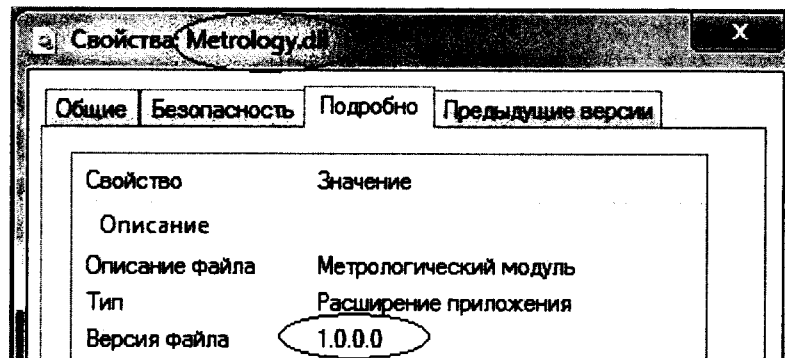 Свойства: Metrology.dll
Общие Безопасность Подробно Предыдущие версии
Свойство Значение
Описание
Описание файла Метрологический модуль
Тип Расширение приложения
Версия файла 1.0.0.0